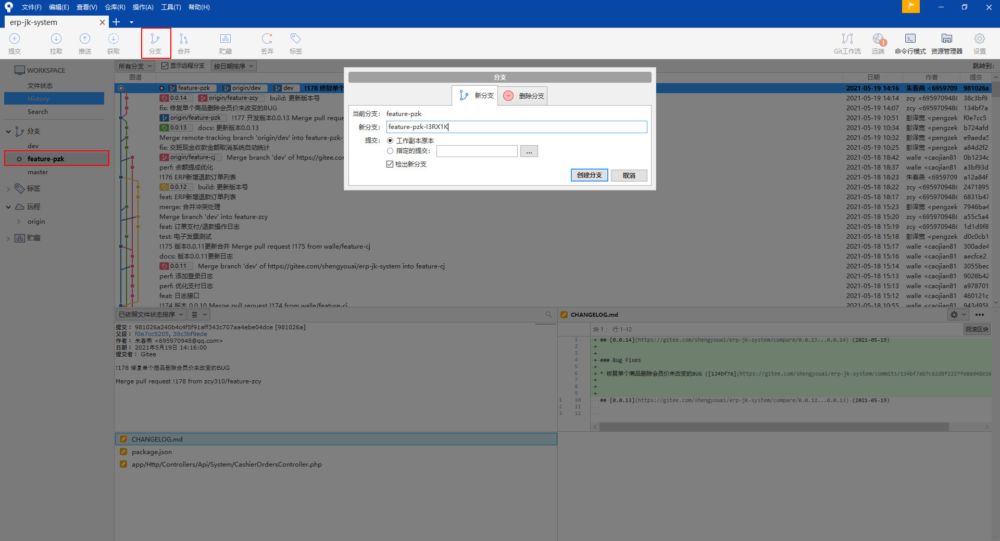 文件(F) 编辑(E) 查看(V) 仓库(R) 操作(A) 工具(T) 帮助(H)
erp-jk-system
提交 拉取 推送 获取 分支 合并 贮藏 丢弃 标签 Git工作流 远端 命令行模式 资源管理器 设置
WORKSPACE
文件状态
History
Search
分支
dev
feature-pzk
master
标签
远程
origin
贮藏
所有分支 显示远程分支 按日期排序 跳转到:
图谱 日期 作者 提交
feature-pzk origin/dev dev !178 修复单个 2021-05-19 14:16 朱春燕 <6959709 981026a
0.0.14 origin/feature-zcy build: 更新版本号 2021-05-19 14:14 zcy <695970948@ 38c3bf9
fix: 修复单个商品删除会员价未改变的BUG 2021-05-19 14:07 zcy <695970948@ 134bf7a
origin/feature-pzk !177 开发版本0.0.13 Merge pull reque 2021-05-19 10:51 彭泽宽 <pengzek f0e7cc5
0.0.13 docs: 更新版本0.0.13 2021-05-19 10:34 彭泽宽 <pengzek b724afd
Merge remote-tracking branch 'origin/dev' into feature-pzk- 2021-05-19 10:32 彭泽宽 <pengzek e9aeda5
fix: 交班现金收款金额取消系统自动统计 2021-05-19 10:25 彭泽宽 <pengzek a84d2f2
origin/feature-cj Merge branch 'dev' of https://gitee.con 2021-05-18 18:42 walle <caojian81 0b1234c
perf: 余额提成优化 2021-05-18 18:37 walle <caojian81 a3bf93d
!176 ERP新增退款订单列表 2021-05-18 18:23 朱春燕 <6959709 a12a84f
0.0.12 build: 更新版本号 2021-05-18 18:22 zcy <695970948@ 2471895
feat: ERP新增退款订单列表 2021-05-18 18:17 zcy <695970948@ 6831b47
merge: 合并冲突处理 2021-05-18 15:23 彭泽宽 <pengzek 7946ba4
Merge branch 'dev' into feature-zcy 2021-05-18 15:20 zcy <695970948@ a55c5a4
feat: 订单支付/退款操作日志 2021-05-18 15:19 zcy <695970948@ 1d1d9f8
test: 电子发票测试 2021-05-18 15:18 彭泽宽 <pengzek d0c0cb1
!175 版本0.0.11更新合并 Merge pull request !175 from walle/feature-cj 2021-05-18 15:17 walle <caojian81 300ade4
docs: 版本0.0.11更新日志 2021-05-18 15:16 walle <caojian81 aecfce2
0.0.11 Merge branch 'dev' of https://gitee.com/shengyouai/erp-jk-system into feature-cj 2021-05-18 15:14 walle <caojian81 3055bec
perf: 添加登录日志 2021-05-18 15:13 walle <caojian81 9028b42
perf: 优化支付日志 2021-05-18 15:13 walle <caojian81 a978701
feat: 日志接口 2021-05-18 15:12 walle <caojian81 460121c
!174 版本 0.0.10 Merge pull request !174 from walle/feature-cj 2021-05-18 10:55 walle <caojian81 943d95b
分支
新分支 删除分支
当前分支: feature-pzk
新分支: feature-pzk-I3RX1K
提交: 工作副本原本
指定的提交: ...
检出新分支
创建分支 取消
已依照文件状态排序
提交: 981026a240b4c4f5f91aff343c707aa4ebe04dce [981026a]
父级: f0e7cc5205, 38c3bf9ede
作者: 朱春燕 <695970948@qq.com>
日期: 2021年5月19日 14:16:00
提交者: Gitee
!178 修复单个商品删除会员价未改变的BUG
Merge pull request !178 from zcy310/feature-zcy
CHANGELOG.md
package.json
app/Http/Controllers/Api/System/CashierOrdersController.php
CHANGELOG.md
块 1: 行 1-12 回滚区块
1 + ## [0.0.14](https://gitee.com/shengyouai/erp-jk-system/compare/0.0.13...0.0.14) (2021-05-19)
2 +
3 +
4 + ### Bug Fixes
5 +
6 + * 修复单个商品删除会员价未改变的BUG ([134bf7a](https://gitee.com/shengyouai/erp-jk-system/commits/134bf7ab7c62d8f2237fe0ad48e26
7 +
8 +
9 +
1 10 ## [0.0.13](https://gitee.com/shengyouai/erp-jk-system/compare/0.0.12...0.0.13) (2021-05-19)
2 11
3 12